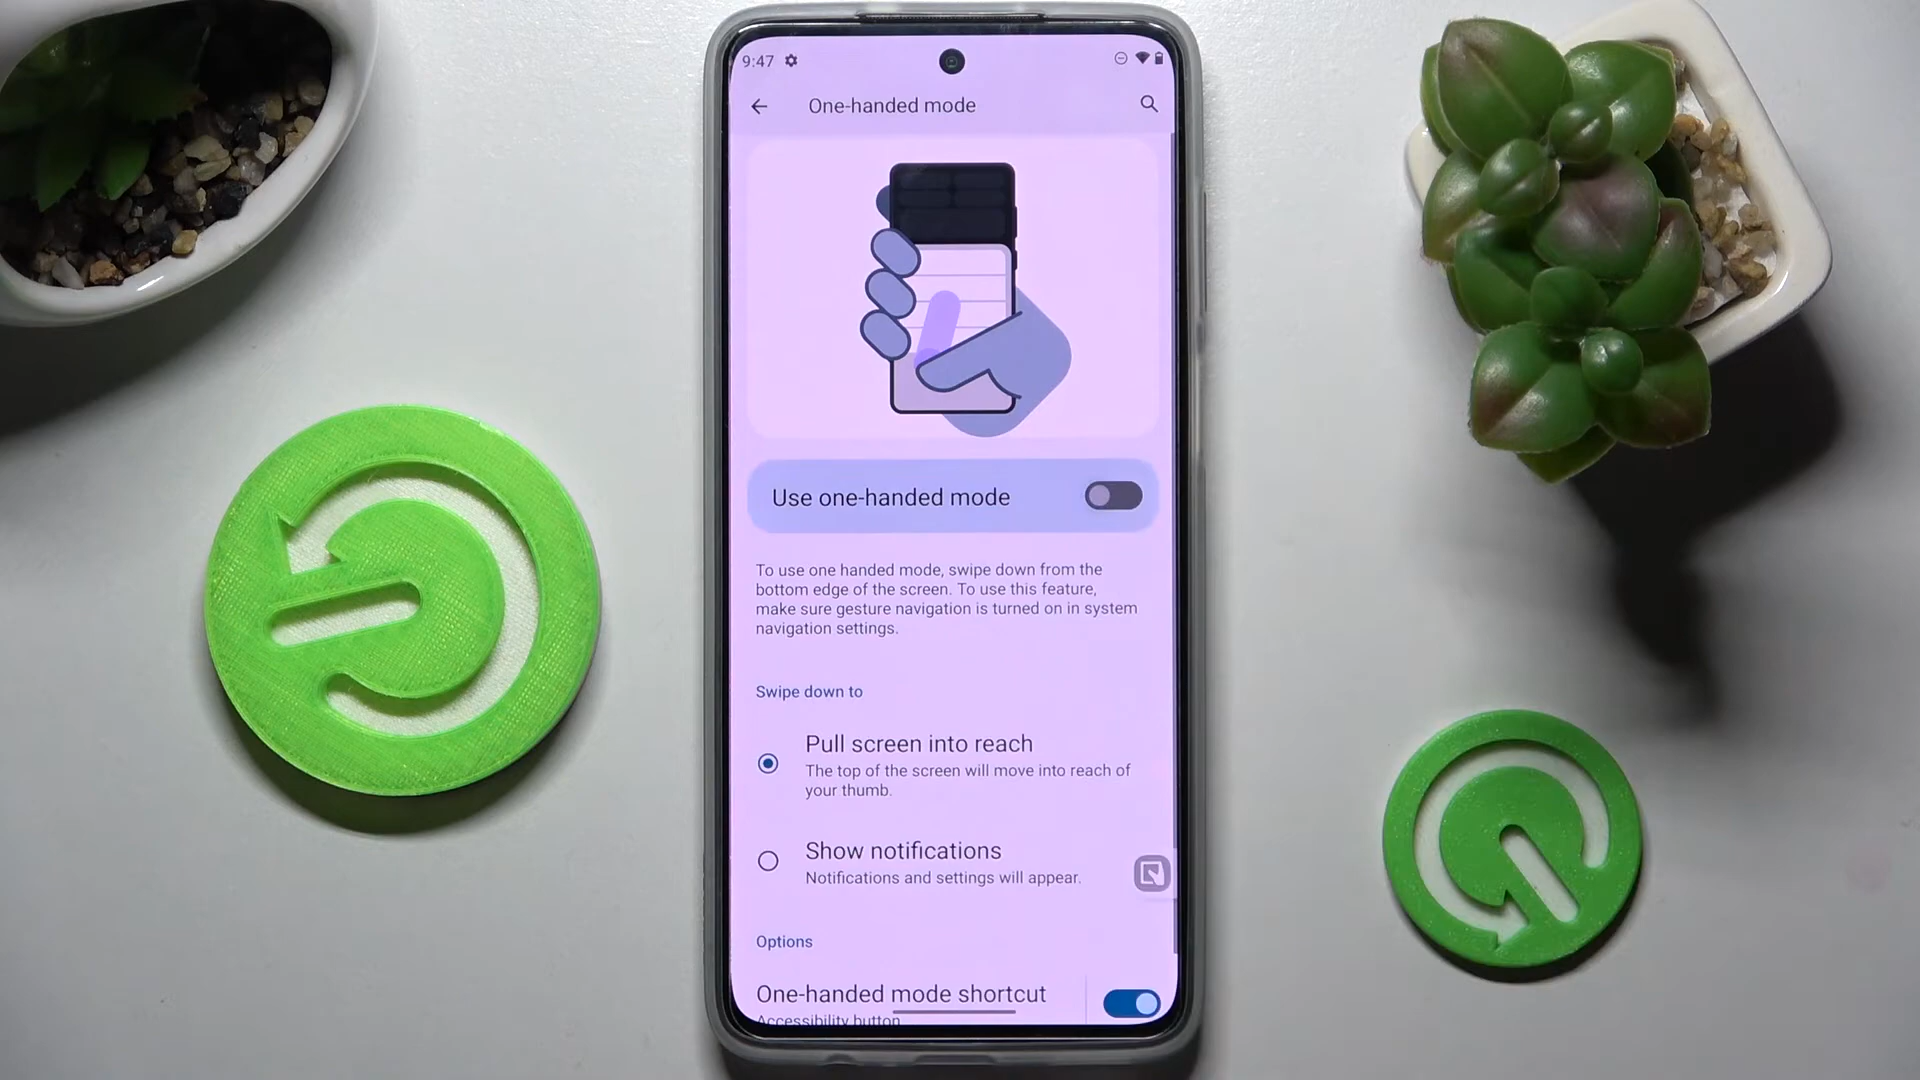 9:47
One-handed mode
Use one-handed mode
To use one handed mode, swipe down from the
bottom edge of the screen. To use this feature,
make sure gesture navigation is turned on in system
navigation settings.
Swipe down to
Pull screen into reach
The top of the screen will move into reach of
your thumb.
Show notifications
Notifications and settings will appear.
Options
One-handed mode shortcut
Accessibility button